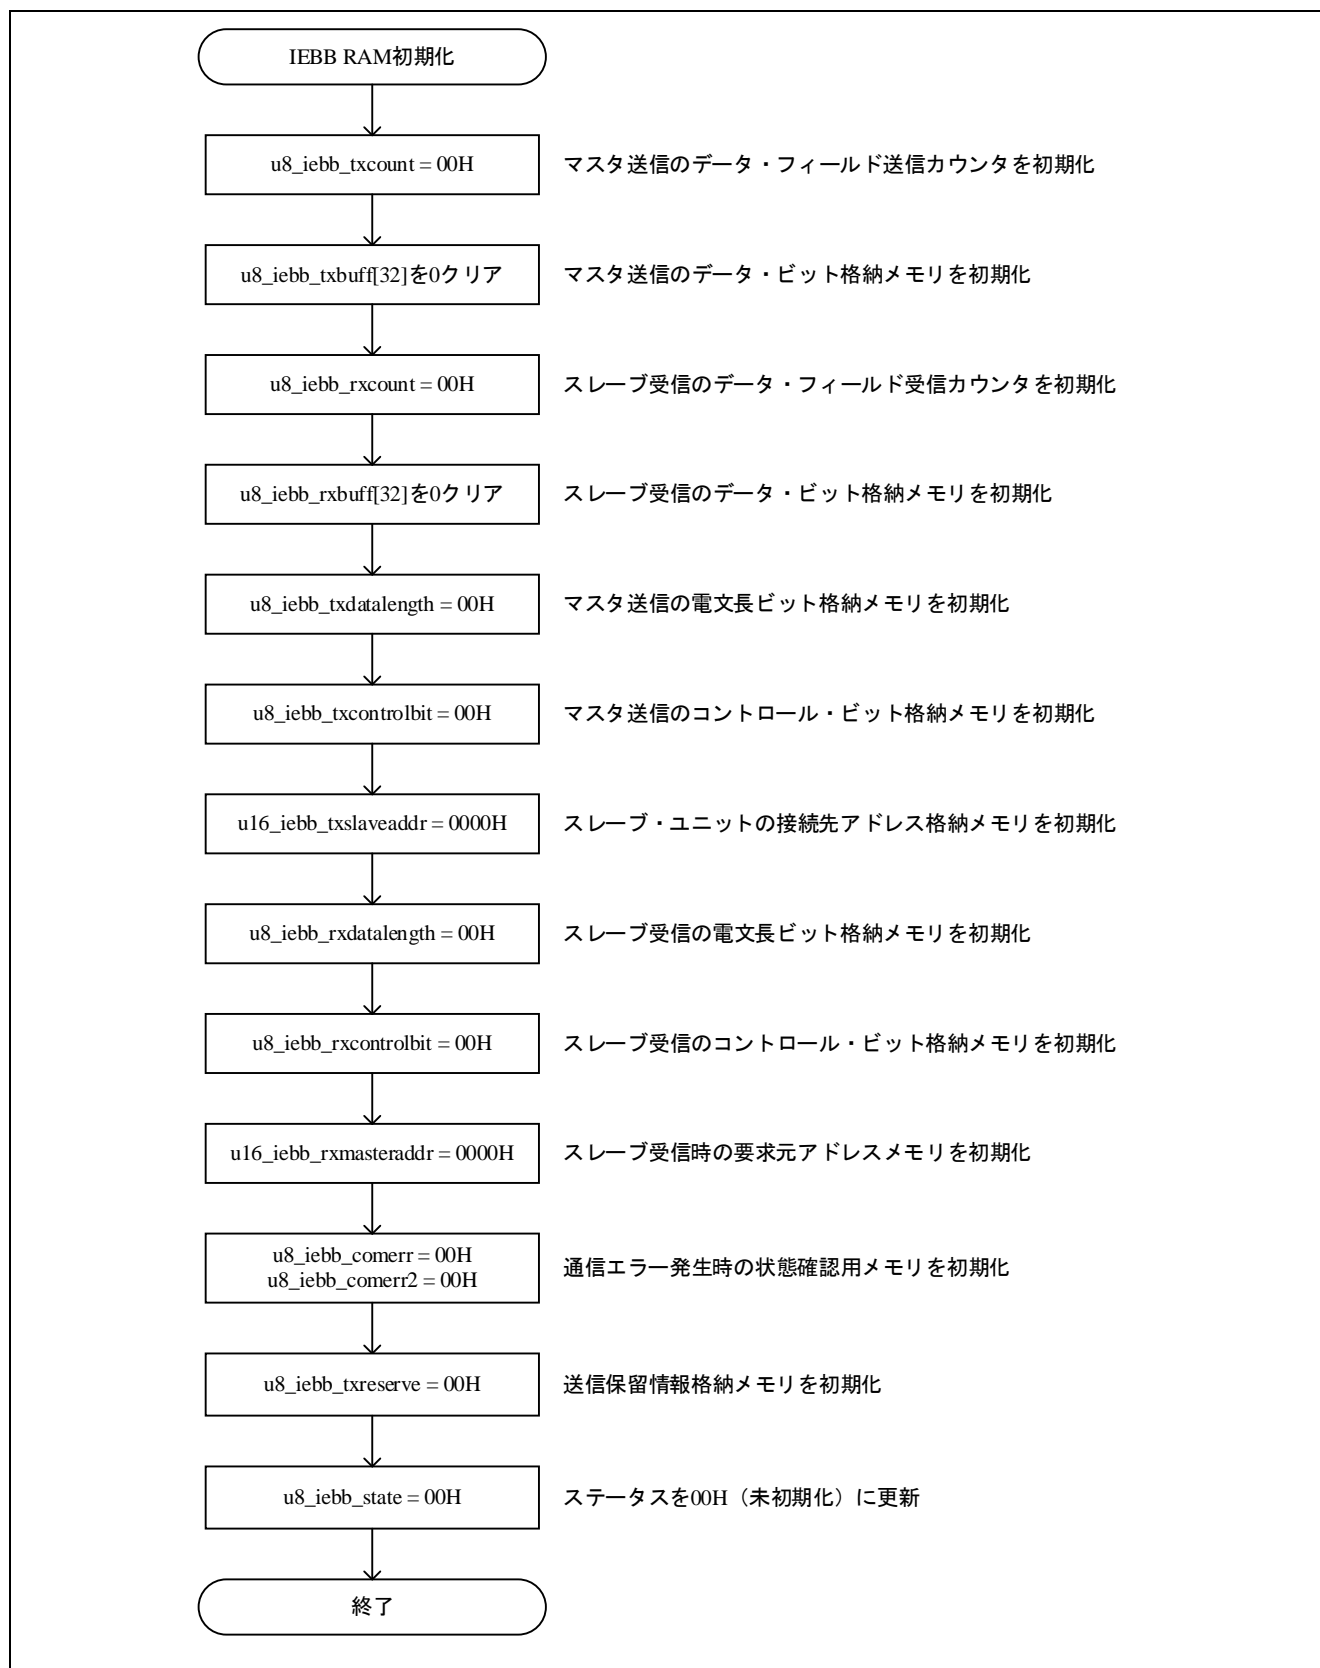 IEBB RAM初期化
u8_iebb_txcount = 00H
マスタ送信のデータ・フィールド送信カウンタを初期化
u8_iebb_txbuff[32]を0クリア
マスタ送信のデータ・ビット格納メモリを初期化
u8_iebb_rxcount = 00H
スレーブ受信のデータ・フィールド受信カウンタを初期化
u8_iebb_rxbuff[32]を0クリア
スレーブ受信のデータ・ビット格納メモリを初期化
u8_iebb_txdatalength = 00H
マスタ送信の電文長ビット格納メモリを初期化
u8_iebb_txcontrolbit = 00H
マスタ送信のコントロール・ビット格納メモリを初期化
u16_iebb_txslaveaddr = 0000H
スレーブ・ユニットの接続先アドレス格納メモリを初期化
u8_iebb_rxdatalength = 00H
スレーブ受信の電文長ビット格納メモリを初期化
u8_iebb_rxcontrolbit = 00H
スレーブ受信のコントロール・ビット格納メモリを初期化
u16_iebb_rxmasteraddr = 0000H
スレーブ受信時の要求元アドレスメモリを初期化
u8_iebb_comerr = 00H
u8_iebb_comerr2 = 00H
通信エラー発生時の状態確認用メモリを初期化
u8_iebb_txreserve = 00H
送信保留情報格納メモリを初期化
u8_iebb_state = 00H
ステータスを00H（未初期化）に更新
終了